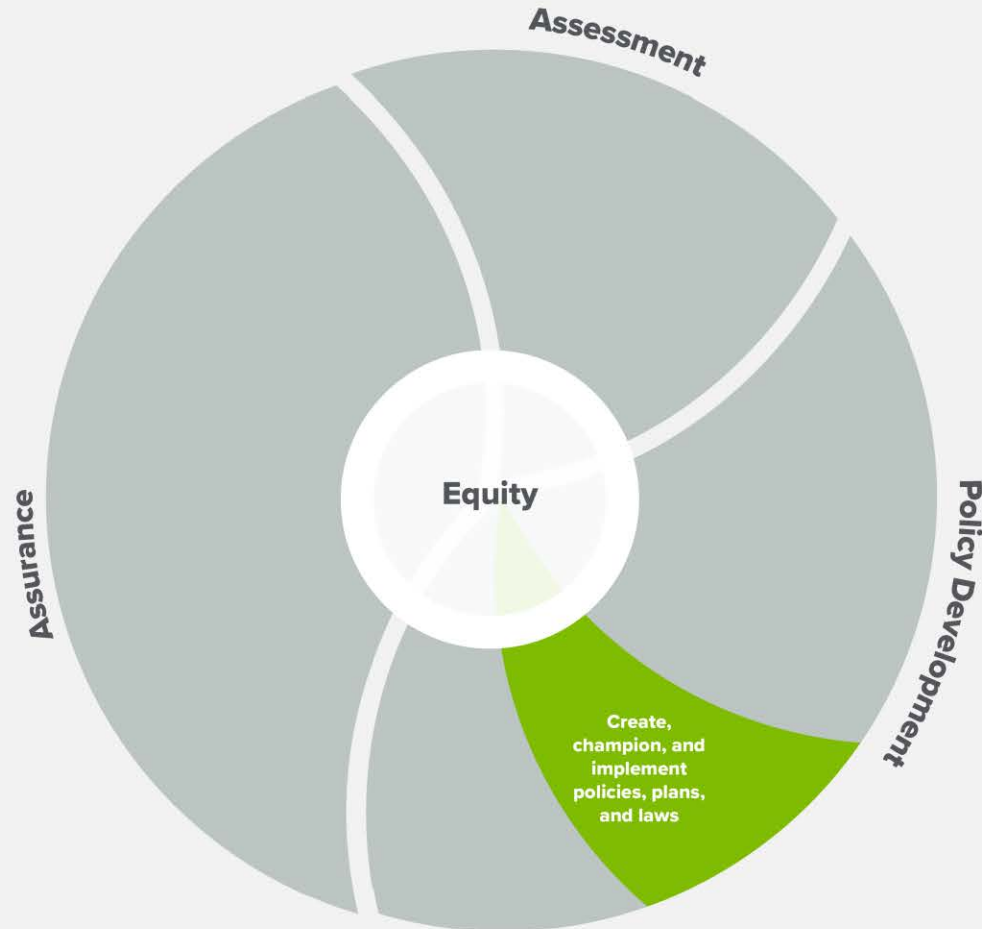 Assessment
Equity
Assurance
Policy Development
Create,
champion, and
implement
policies, plans,
and laws